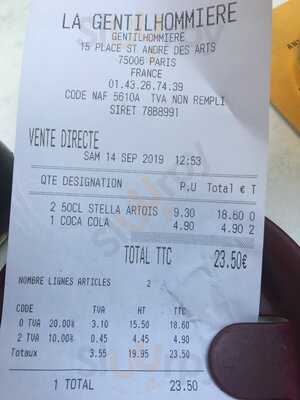 LA GENTILHOMMIERE
GENTILHOMMIERE
15 PLACE ST ANDRE DES ARTS
75006 PARIS
FRANCE
01.43.26.74.39
CODE NAF 5610A TVA NON REMPLI
SIRET 7888991
VENTE DIRECTE
SAM 14 SEP 2019 12:53
QTE DESIGNATION P.U Total € T
2 50CL STELLA ARTOIS 9.30 18.60 0
1 COCA COLA 4.90 4.90 2
TOTAL TTC 23.50€
NOMBRE LIGNES ARTICLES 2
CODE TVA HT TTC
0 TVA 20.00% 3.10 15.50 18.60
2 TVA 10.00% 0.45 4.45 4.90
Totaux 3.55 19.95 23.50
1 TOTAL 23.50